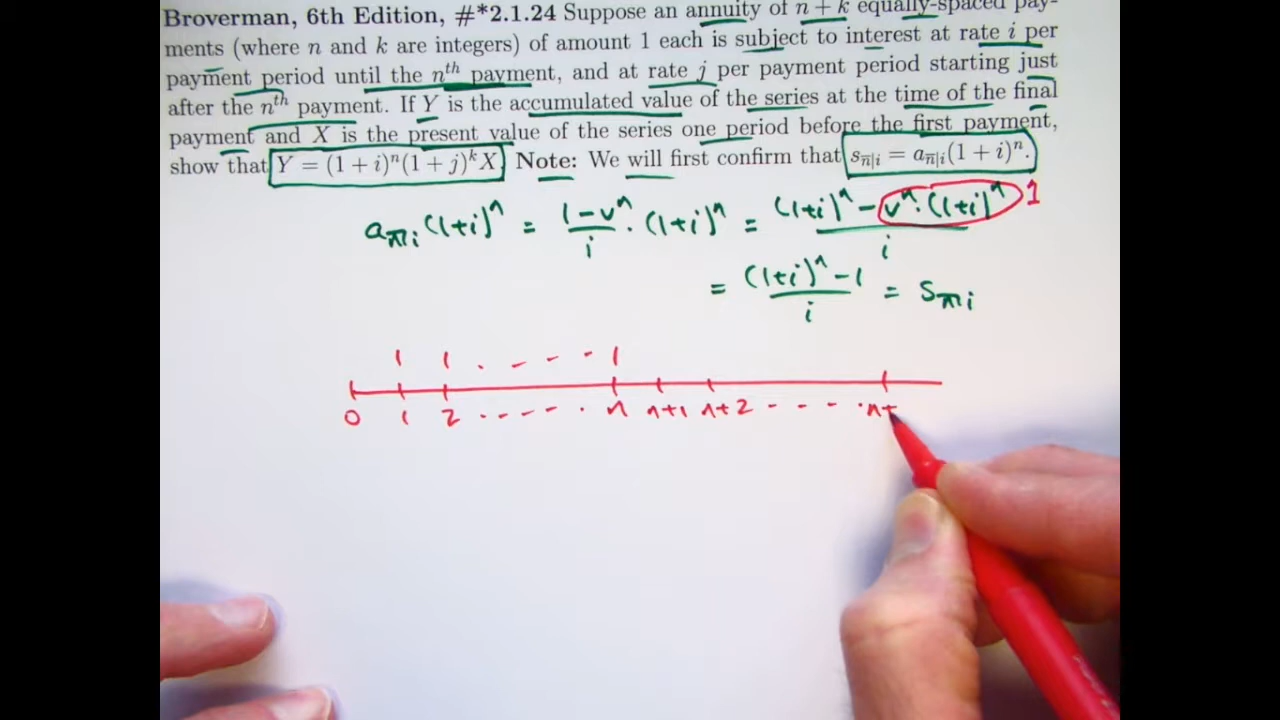 Broverman, 6th Edition, #*2.1.24 Suppose an annuity of n + k equally-spaced pay-
ments (where n and k are integers) of amount 1 each is subject to interest at rate i per
payment period until the nᵗʰ payment, and at rate j per payment period starting just
after the nᵗʰ payment. If Y is the accumulated value of the series at the time of the final
payment and X is the present value of the series one period before the first payment,
show that Y = (1 + i)ⁿ(1 + j)ᵏX. Note: We will first confirm that s_n̅|i = a_n̅|i(1 + i)ⁿ.
a_n̅|i (1+i)ⁿ = (1-vⁿ)/i · (1+i)ⁿ = ((1+i)ⁿ - vⁿ·(1+i)ⁿ)/i 1
= ((1+i)ⁿ - 1)/i = s_n̅|i
1 1 . - - - 1
0 1 2 . - - - - . n n+1 n+2 - - - - . n+